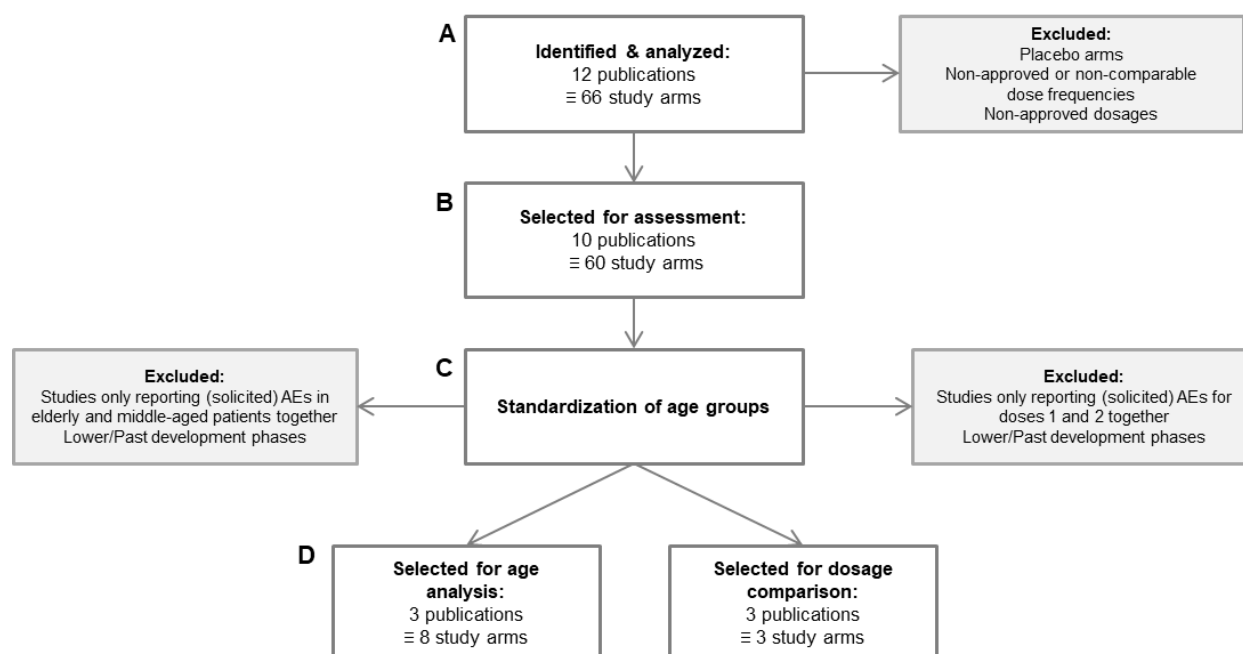 A
Identified & analyzed:
12 publications
≡ 66 study arms
Excluded:
Placebo arms
Non-approved or non-comparable
dose frequencies
Non-approved dosages
B
Selected for assessment:
10 publications
≡ 60 study arms
Excluded:
Studies only reporting (solicited) AEs in
elderly and middle-aged patients together
Lower/Past development phases
C
Standardization of age groups
Excluded:
Studies only reporting (solicited) AEs for
doses 1 and 2 together
Lower/Past development phases
D
Selected for age
analysis:
3 publications
≡ 8 study arms
Selected for dosage
comparison:
3 publications
≡ 3 study arms